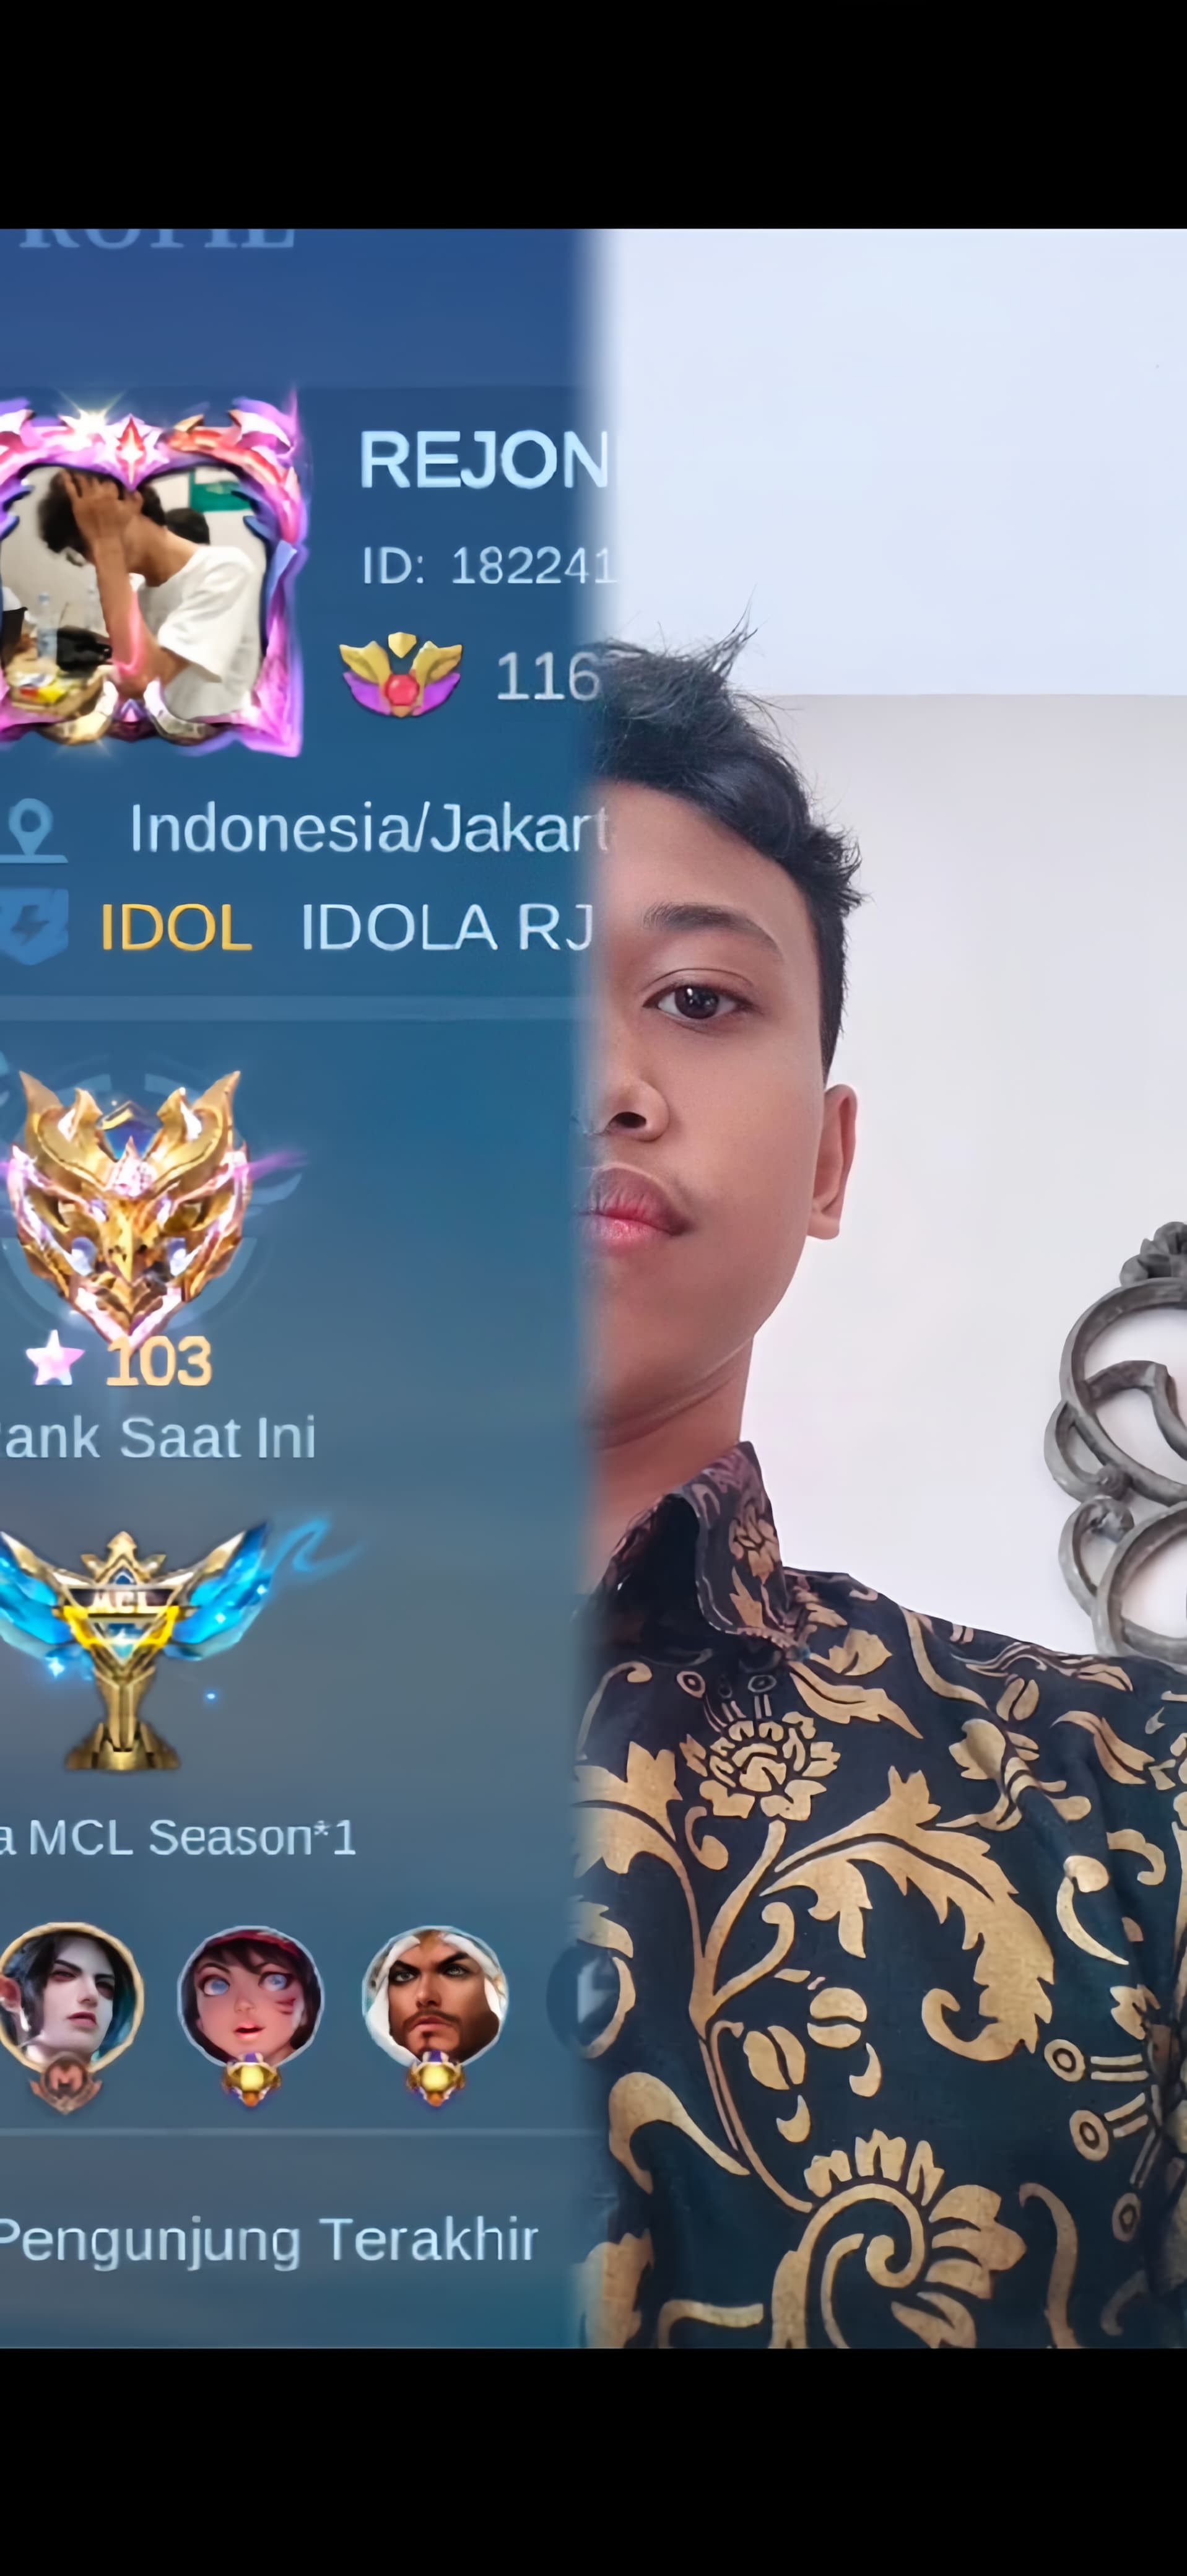 REJON
ID: 182241
116
Indonesia/Jakart
IDOL IDOLA RJ
103
ank Saat Ini
MCL
a MCL Season*1
M
Pengunjung Terakhir